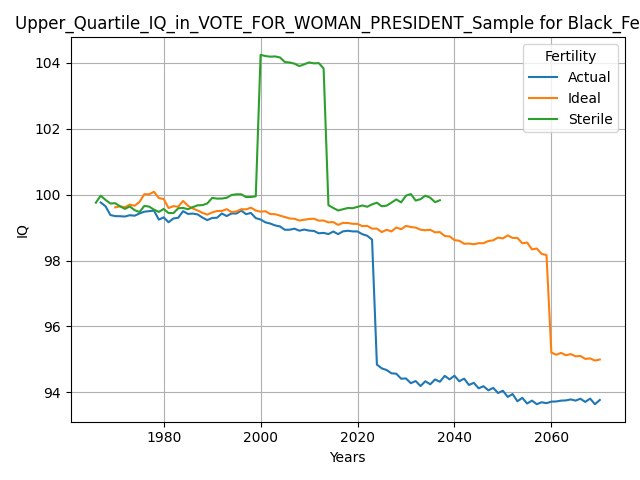 Upper_Quartile_IQ_in_VOTE_FOR_WOMAN_PRESIDENT_Sample for Black_Fe
Fertility
Actual
Ideal
Sterile
IQ
104
102
100
98
96
94
1980 2000 2020 2040 2060
Years